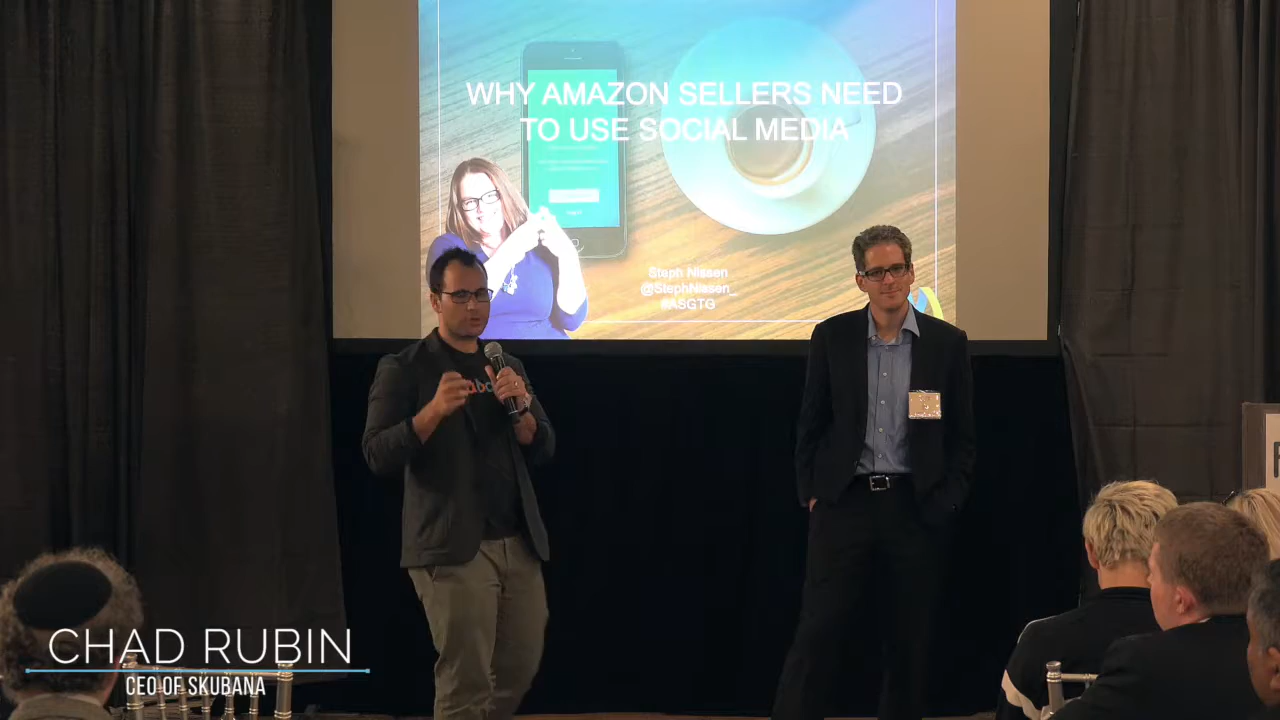 WHY AMAZON SELLERS NEED
TO USE SOCIAL MEDIA
Steph Nissen
@StephNissen_
#ASGTG
CHAD RUBIN
CEO OF SKUBANA